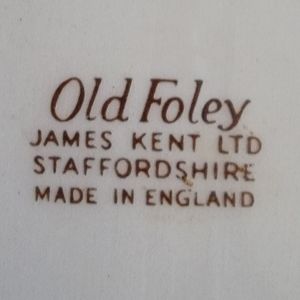 Old Foley
JAMES KENT LTD
STAFFORDSHIRE
MADE IN ENGLAND